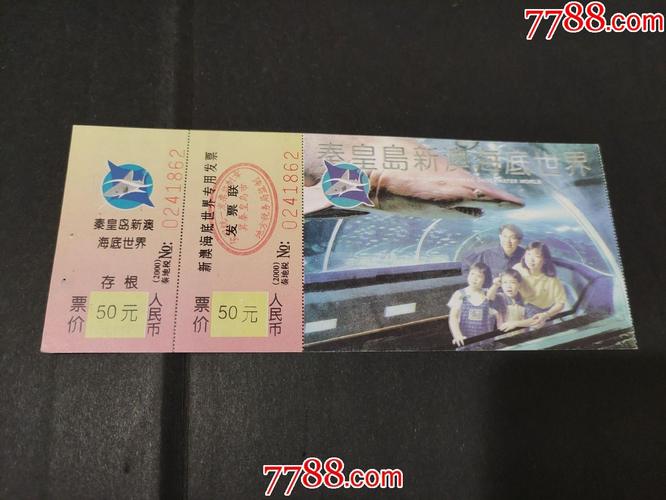 7788.com
秦皇岛新澳
海底世界
存根
(2000)
秦地税
No:
0241862
票价
50元
人民币
新澳海底世界专用发票
发票联
(2000)
秦地税
No:
0241862
票价
50元
人民币
秦皇島新澳海底世界
WATER WORLD
7788.com